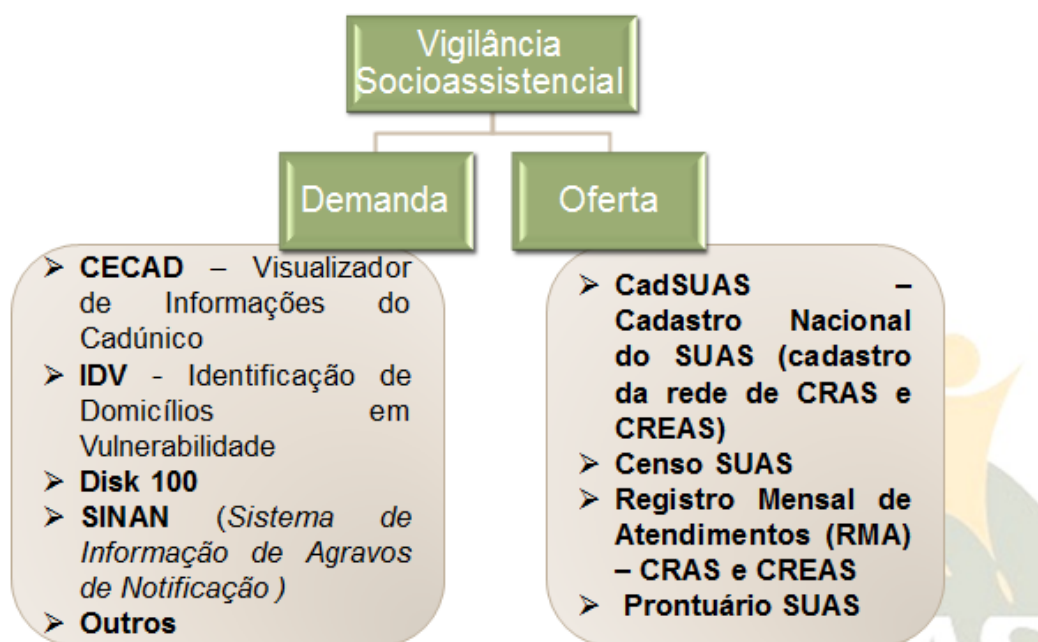 Vigilância
Socioassistencial
Demanda
Oferta
➤ CECAD – Visualizador
de Informações do
Cadúnico
➤ IDV - Identificação de
Domicílios em
Vulnerabilidade
➤ Disk 100
➤ SINAN (Sistema de
Informação de Agravos
de Notificação )
➤ Outros
➤ CadSUAS –
Cadastro Nacional
do SUAS (cadastro
da rede de CRAS e
CREAS)
➤ Censo SUAS
➤ Registro Mensal de
Atendimentos (RMA)
– CRAS e CREAS
➤ Prontuário SUAS